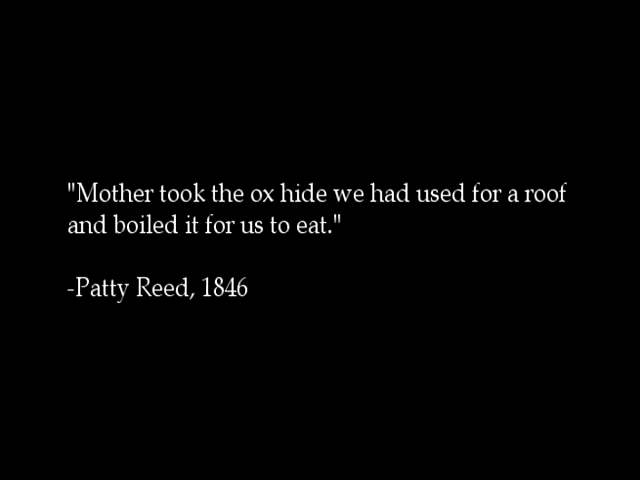 "Mother took the ox hide we had used for a roof
and boiled it for us to eat."
-Patty Reed, 1846